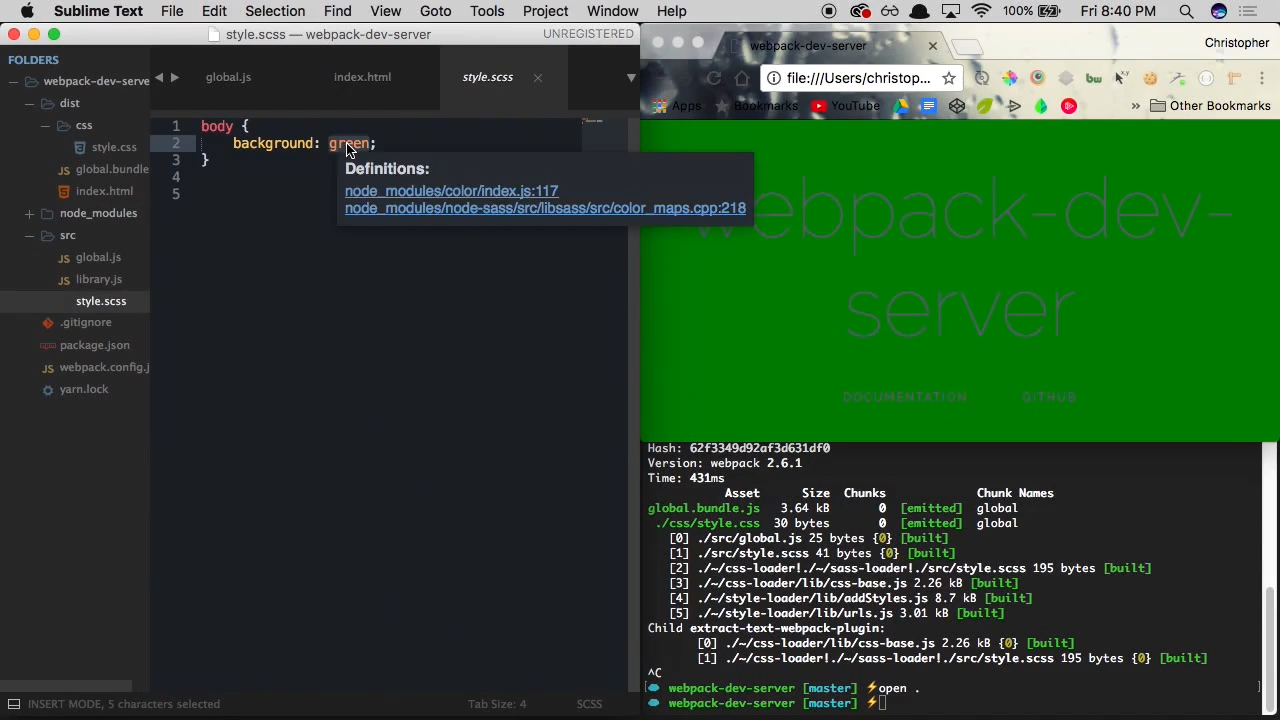 Sublime Text File Edit Selection Find View Goto Tools Project Window Help 100% Fri 8:40 PM
style.scss — webpack-dev-server UNREGISTERED
FOLDERS
webpack-dev-serve
dist
css
style.css
global.bundle
index.html
node_modules
src
global.js
library.js
style.scss
.gitignore
package.json
webpack.config.j
yarn.lock
global.js index.html style.scss
1 body {
2 background: green;
3 }
4
5
Definitions:
node_modules/color/index.js:117
node_modules/node-sass/src/libsass/src/color_maps.cpp:218
INSERT MODE, 5 characters selected Tab Size: 4 SCSS
webpack-dev-server Christopher
file:///Users/christop...
Apps Bookmarks YouTube » Other Bookmarks
webpack-dev-
server
DOCUMENTATION GITHUB
Hash: 62f3349d92af3d631df0
Version: webpack 2.6.1
Time: 431ms
Asset Size Chunks Chunk Names
global.bundle.js 3.64 kB 0 [emitted] global
./css/style.css 30 bytes 0 [emitted] global
[0] ./src/global.js 25 bytes {0} [built]
[1] ./src/style.scss 41 bytes {0} [built]
[2] ./~/css-loader!./~/sass-loader!./src/style.scss 195 bytes [built]
[3] ./~/css-loader/lib/css-base.js 2.26 kB [built]
[4] ./~/style-loader/lib/addStyles.js 8.7 kB [built]
[5] ./~/style-loader/lib/urls.js 3.01 kB [built]
Child extract-text-webpack-plugin:
[0] ./~/css-loader/lib/css-base.js 2.26 kB {0} [built]
[1] ./~/css-loader!./~/sass-loader!./src/style.scss 195 bytes {0} [built]
^C
webpack-dev-server [master] ⚡open .
webpack-dev-server [master] ⚡